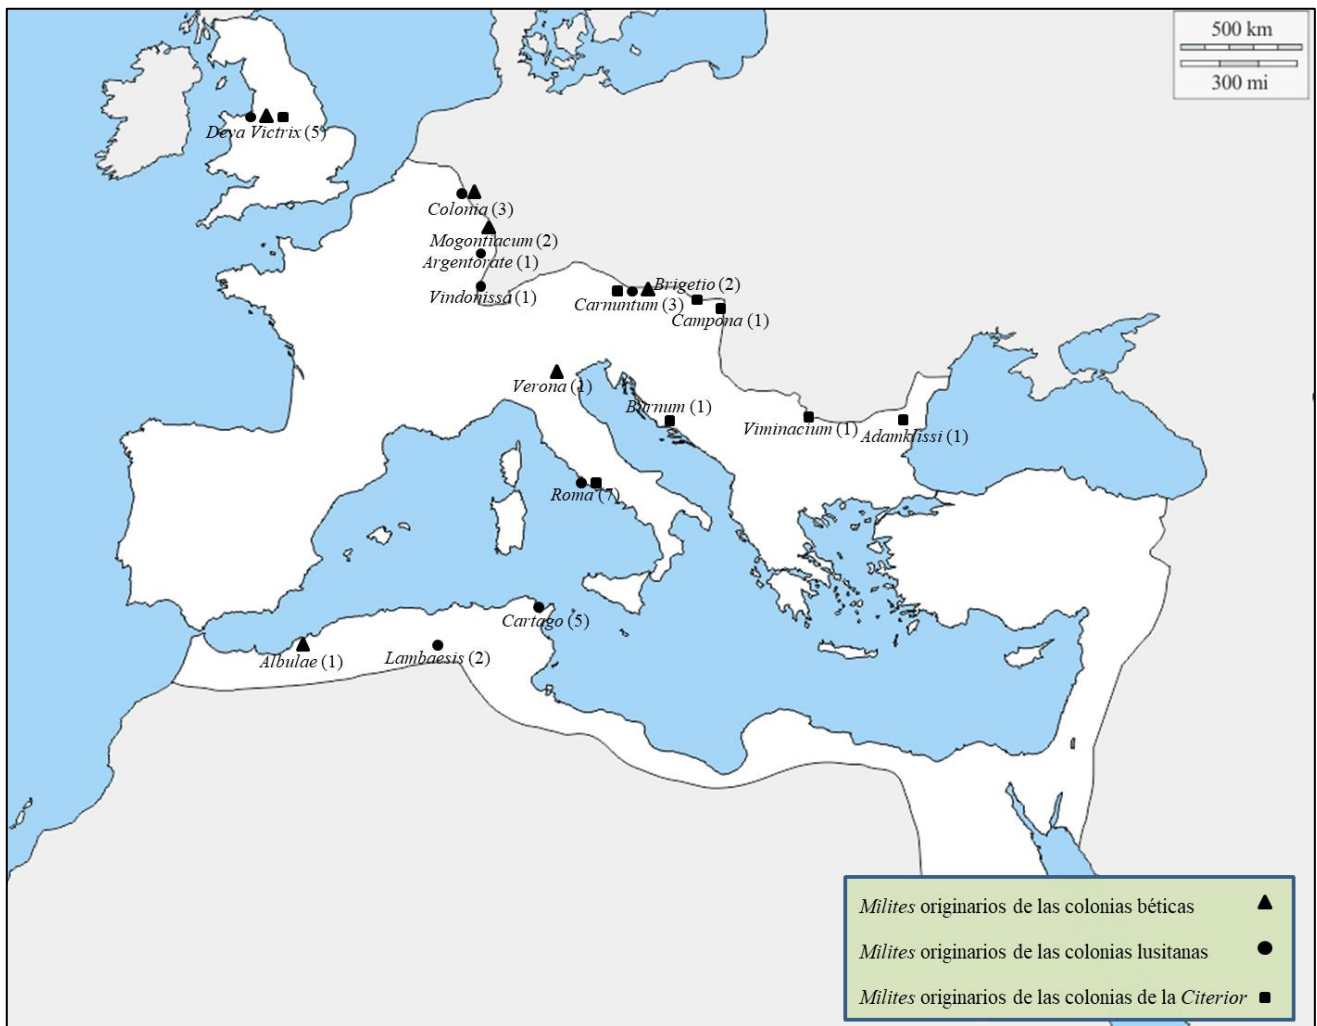 500 km
300 mi
Deva Victrix (5)
Colonia (3)
Mogontiacum (2)
Argentorate (1)
Vindonissa (1)
Brigetio (2)
Carnuntum (3)
Campona (1)
Verona (1)
Burnum (1)
Viminacium (1)
Adamklissi (1)
Roma (7)
Cartago (5)
Albulae (1)
Lambaesis (2)
Milites originarios de las colonias béticas
Milites originarios de las colonias lusitanas
Milites originarios de las colonias de la Citerior